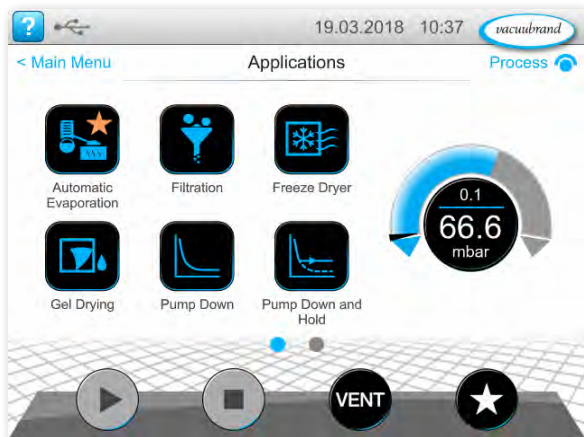 ?
19.03.2018 10:37
vacuubrand
< Main Menu
Applications
Process
Automatic
Evaporation
Filtration
Freeze Dryer
0.1
66.6
mbar
Gel Drying
Pump Down
Pump Down and
Hold
VENT